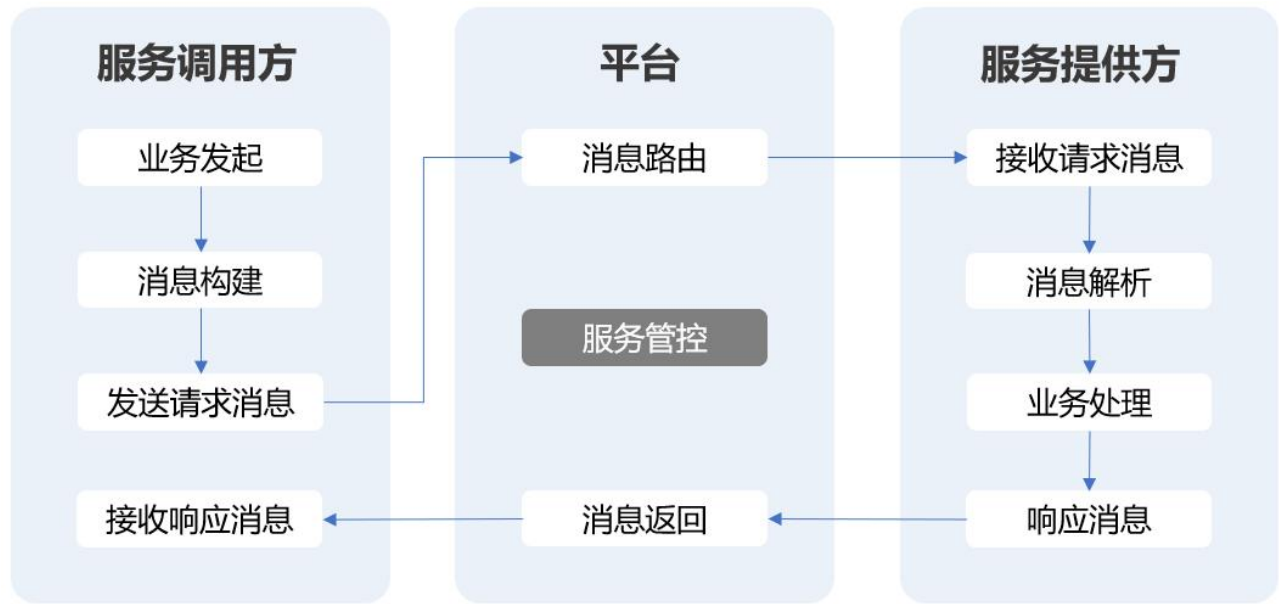 服务调用方
业务发起
消息构建
发送请求消息
接收响应消息
平台
消息路由
服务管控
消息返回
服务提供方
接收请求消息
消息解析
业务处理
响应消息